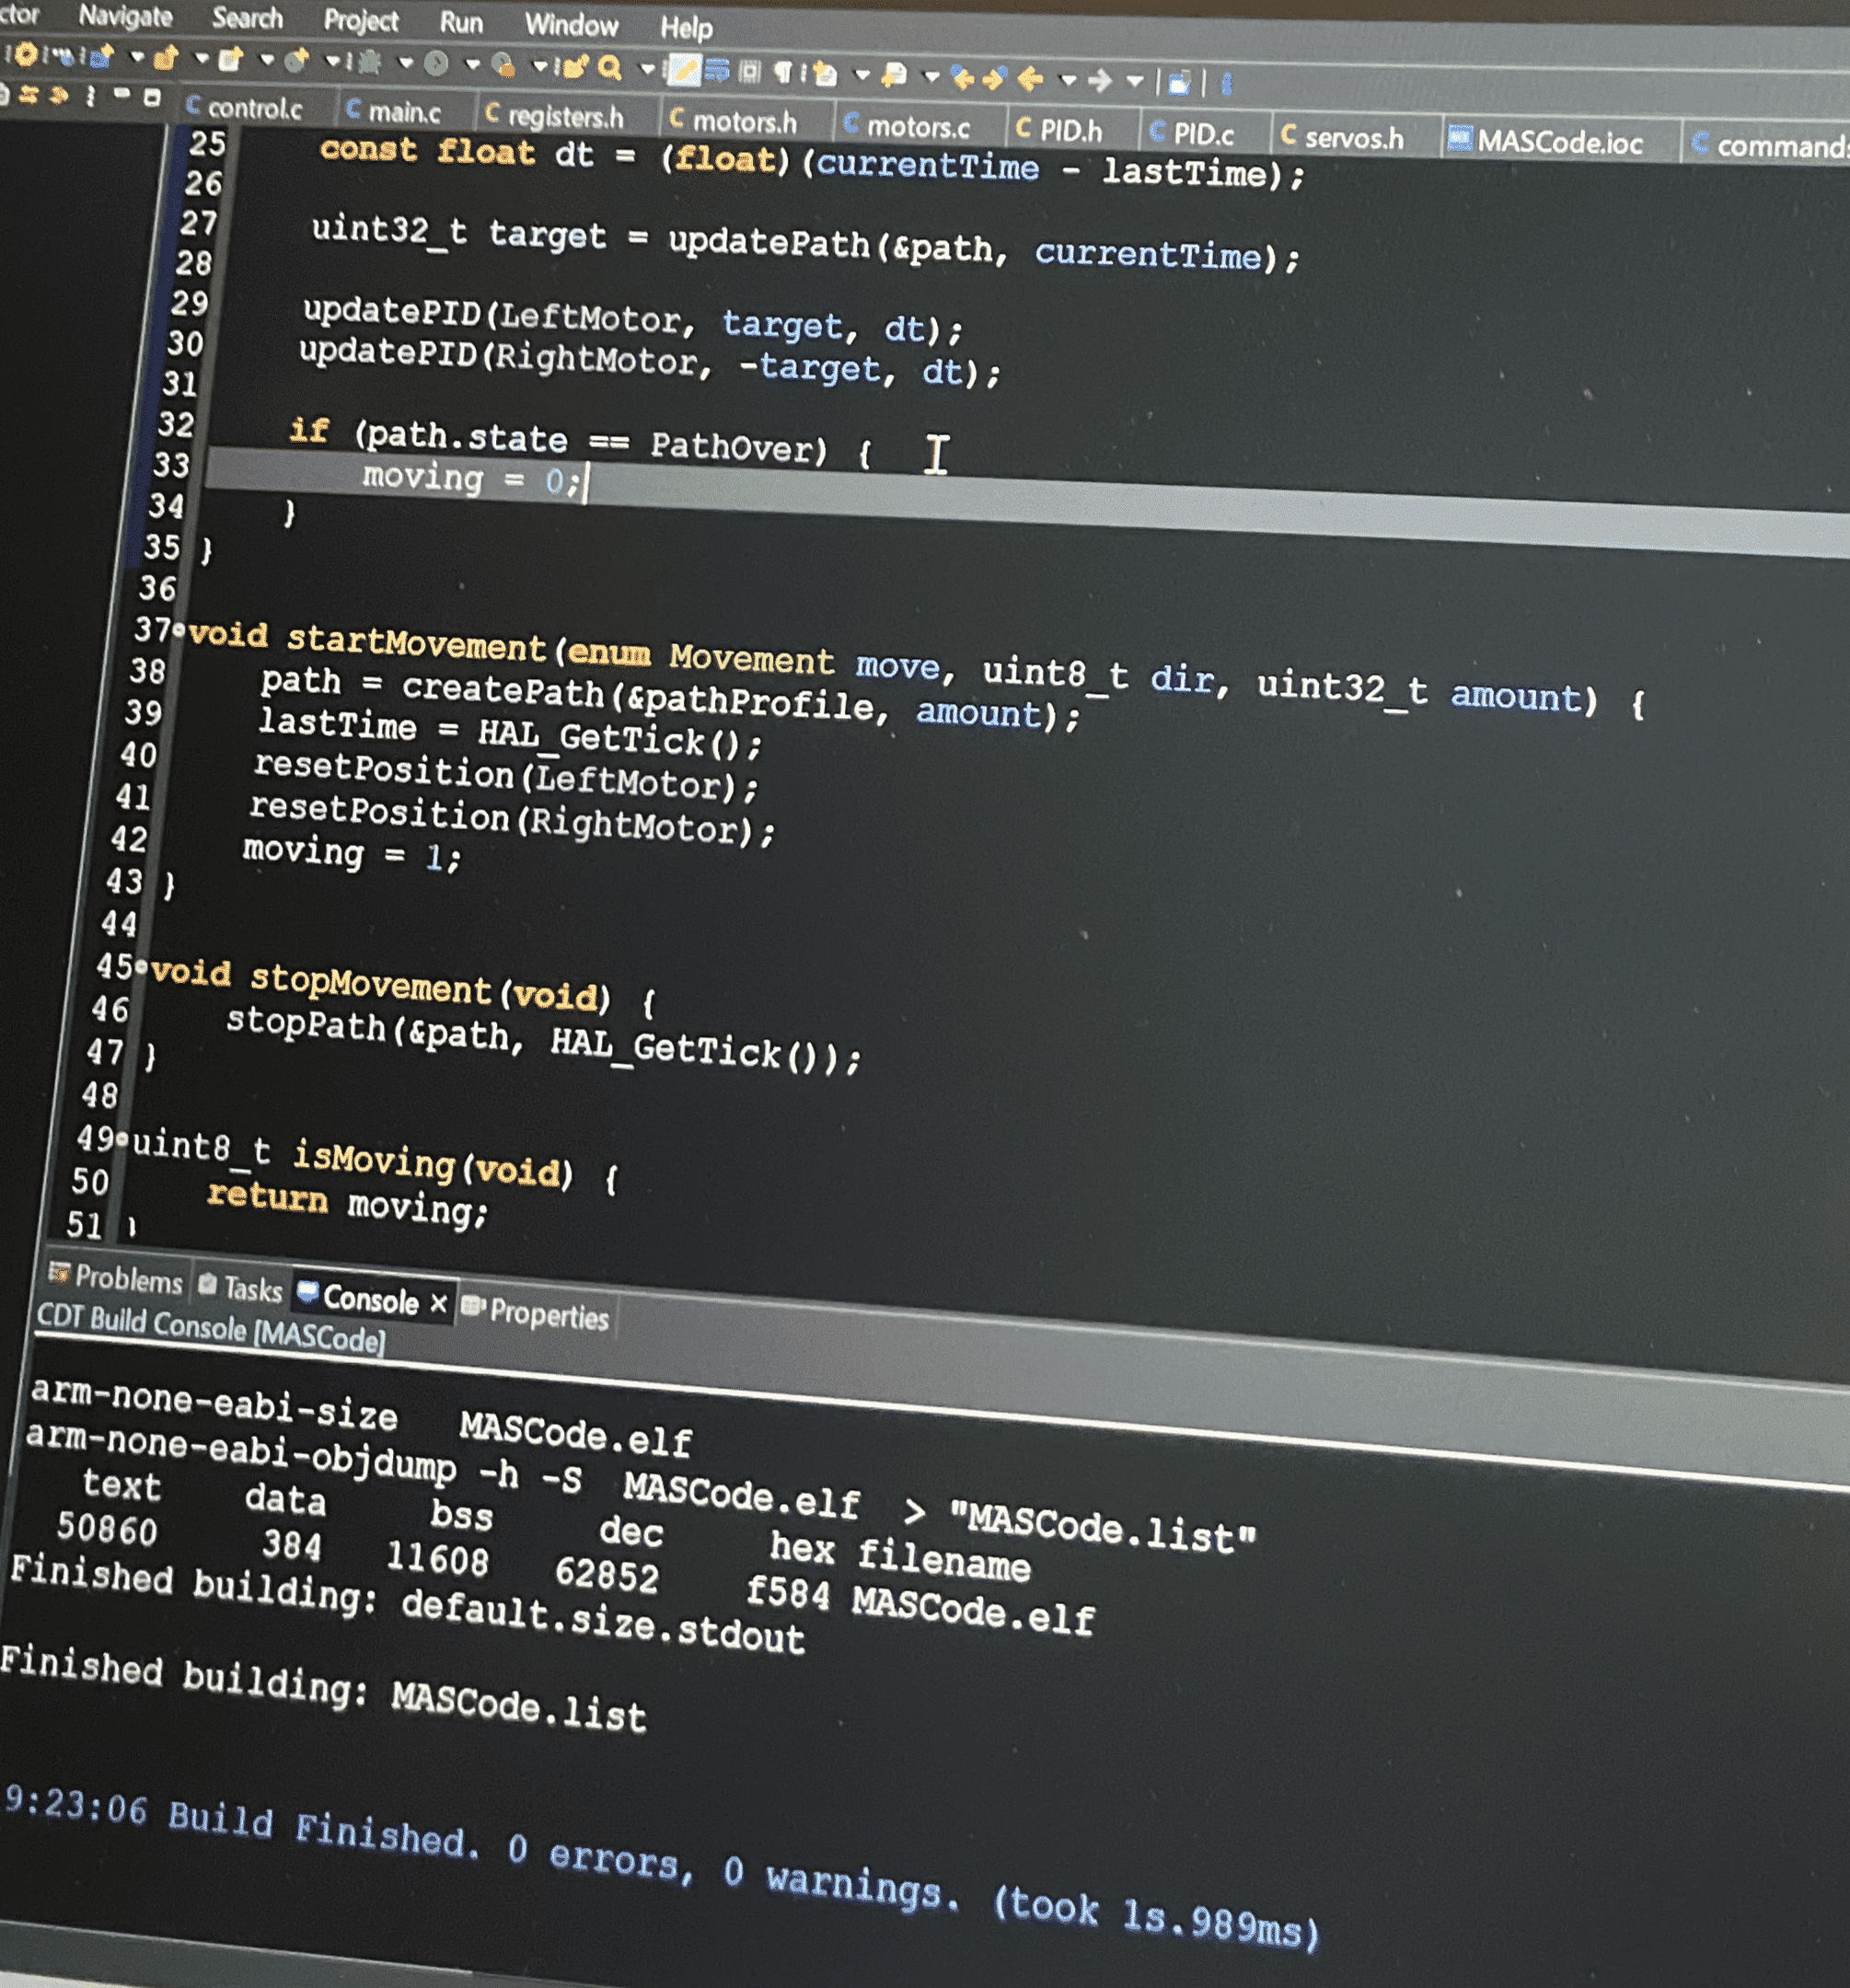 Navigate Search Project Run Window Help
control.c main.c registers.h motors.h motors.c PID.h PID.c servos.h MASCode.ioc
25 const float dt = (float)(currentTime - lastTime);
26
27 uint32_t target = updatePath(&path, currentTime);
28
29 updatePID(LeftMotor, target, dt);
30 updatePID(RightMotor, -target, dt);
31
32 if (path.state == PathOver) {
33 moving = 0;
34 }
35 }
36
37 void startMovement(enum Movement move, uint8_t dir, uint32_t amount) {
38 path = createPath(&pathProfile, amount);
39 lastTime = HAL_GetTick();
40 resetPosition(LeftMotor);
41 resetPosition(RightMotor);
42 moving = 1;
43 }
44
45 void stopMovement(void) {
46 stopPath(&path, HAL_GetTick());
47 }
48
49 uint8_t isMoving(void) {
50 return moving;
51 }
Problems Tasks Console × Properties
CDT Build Console [MASCode]
arm-none-eabi-size MASCode.elf
arm-none-eabi-objdump -h -S MASCode.elf > "MASCode.list"
text data bss dec hex filename
50860 384 11608 62852 f584 MASCode.elf
Finished building: default.size.stdout
Finished building: MASCode.list
9:23:06 Build Finished. 0 errors, 0 warnings. (took 1s.989ms)